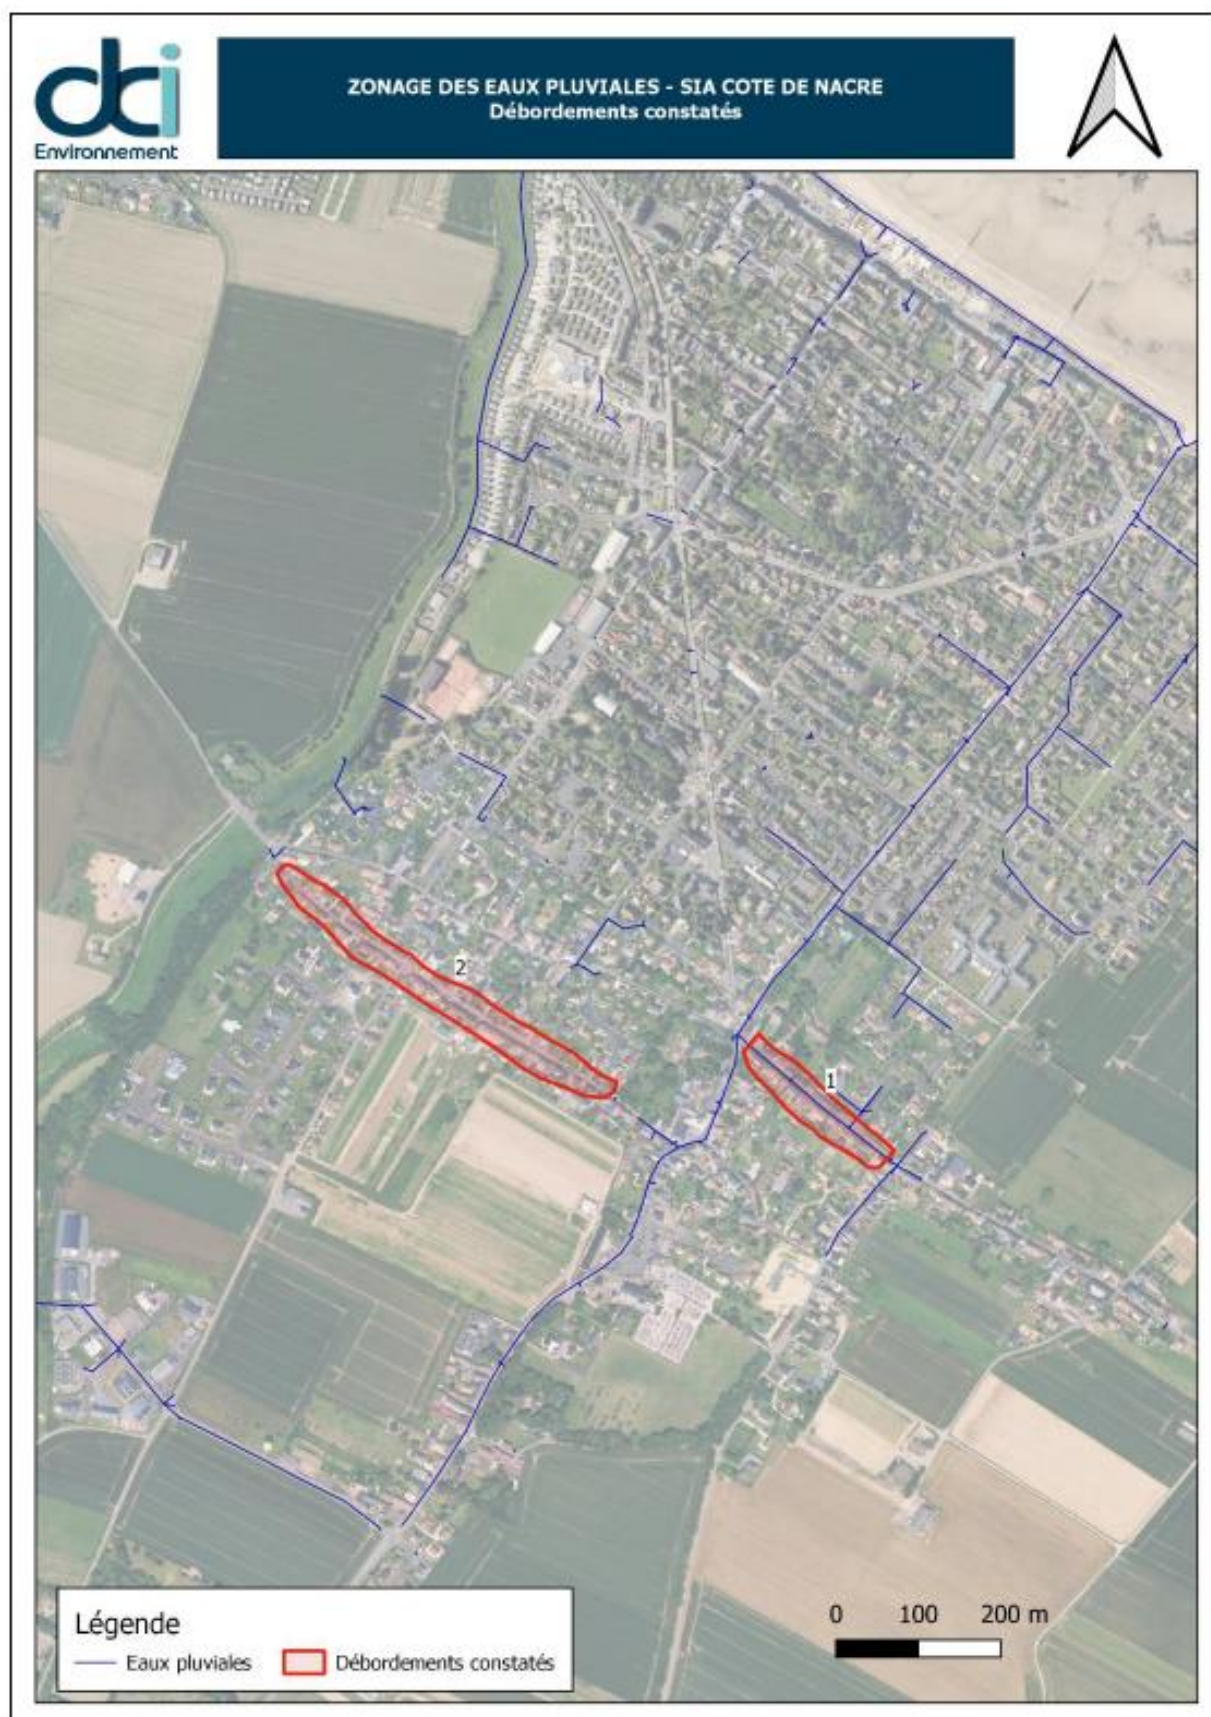 dci
Environnement
ZONAGE DES EAUX PLUVIALES - SIA COTE DE NACRE
Débordements constatés
2
1
Légende
Eaux pluviales
Débordements constatés
0 100 200 m